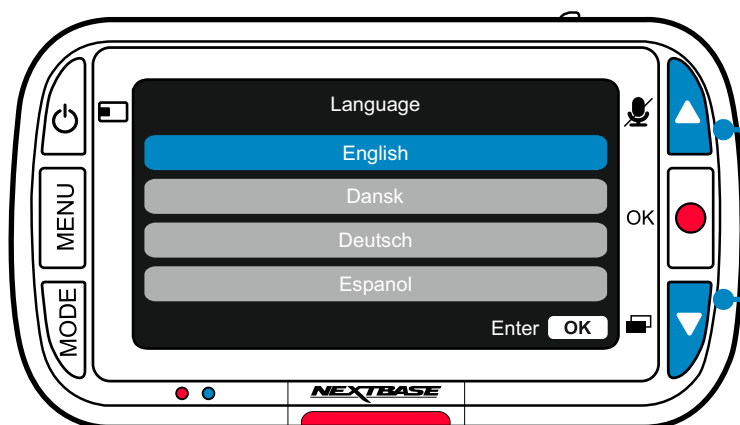 Language
English
MENU
Dansk
OK
Deutsch
Espanol
MODE
Enter OK
NEXTBASE